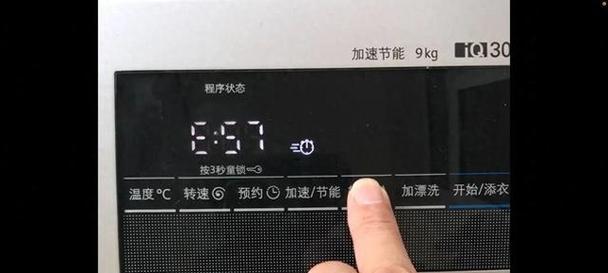 加速节能 9kg iQ300
程序状态
E:57
按3秒童锁
温度℃ 转速 预约 加速/节能 加漂洗 开始/添衣